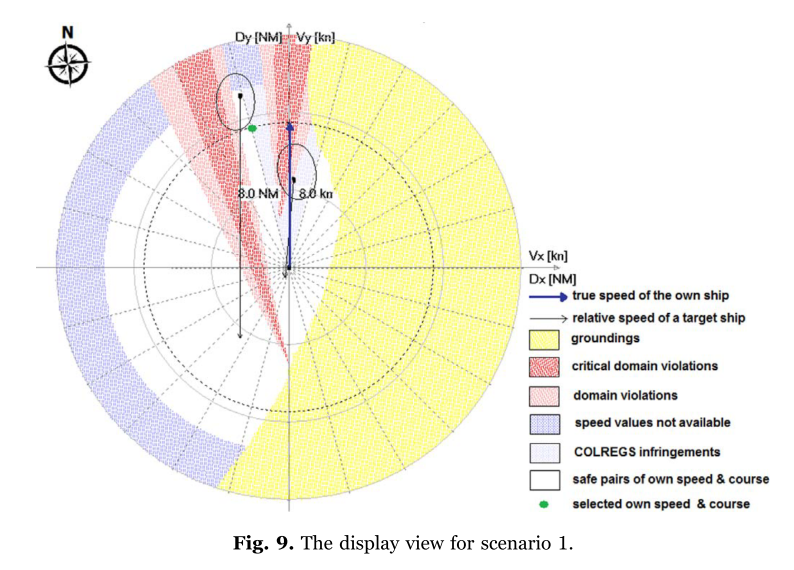 N
Dy [NM] Vy [kn]
8.0 NM 8.0 kn
Vx [kn]
Dx [NM]
true speed of the own ship
relative speed of a target ship
groundings
critical domain violations
domain violations
speed values not available
COLREGS infringements
safe pairs of own speed & course
selected own speed & course
Fig. 9. The display view for scenario 1.